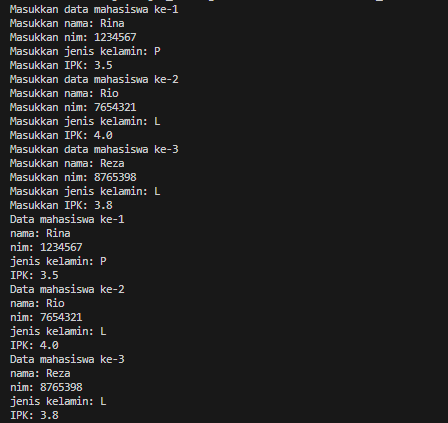 Masukkan data mahasiswa ke-1
Masukkan nama: Rina
Masukkan nim: 1234567
Masukkan jenis kelamin: P
Masukkan IPK: 3.5
Masukkan data mahasiswa ke-2
Masukkan nama: Rio
Masukkan nim: 7654321
Masukkan jenis kelamin: L
Masukkan IPK: 4.0
Masukkan data mahasiswa ke-3
Masukkan nama: Reza
Masukkan nim: 8765398
Masukkan jenis kelamin: L
Masukkan IPK: 3.8
Data mahasiswa ke-1
nama: Rina
nim: 1234567
jenis kelamin: P
IPK: 3.5
Data mahasiswa ke-2
nama: Rio
nim: 7654321
jenis kelamin: L
IPK: 4.0
Data mahasiswa ke-3
nama: Reza
nim: 8765398
jenis kelamin: L
IPK: 3.8